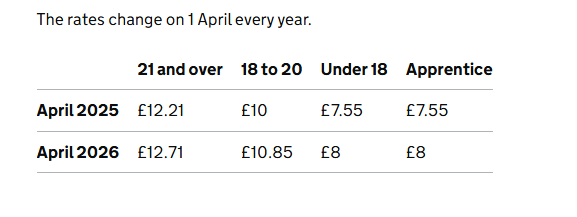 The rates change on 1 April every year.
21 and over 18 to 20 Under 18 Apprentice
April 2025 £12.21 £10 £7.55 £7.55
April 2026 £12.71 £10.85 £8 £8